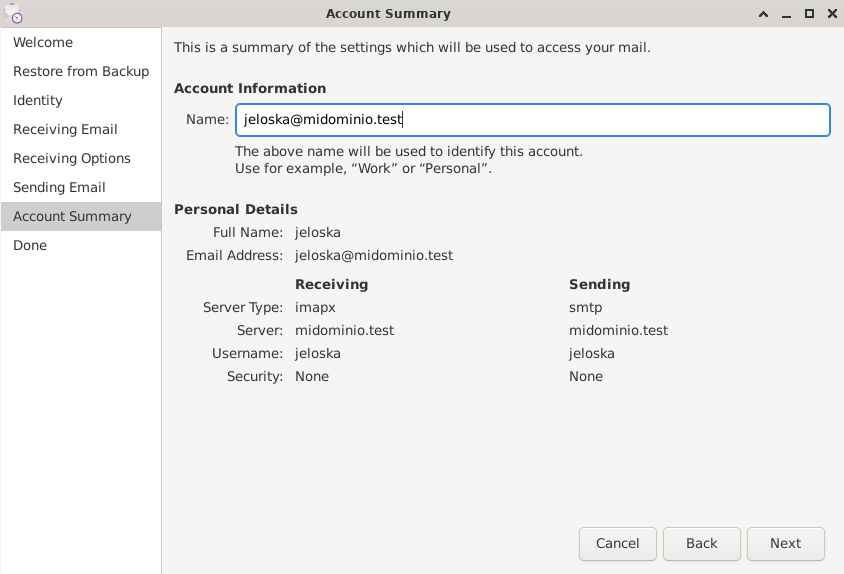 Account Summary
Welcome
Restore from Backup
Identity
Receiving Email
Receiving Options
Sending Email
Account Summary
Done
This is a summary of the settings which will be used to access your mail.
Account Information
Name: jeloska@midominio.test
The above name will be used to identify this account.
Use for example, “Work” or “Personal”.
Personal Details
Full Name: jeloska
Email Address: jeloska@midominio.test
Receiving Sending
Server Type: imapx smtp
Server: midominio.test midominio.test
Username: jeloska jeloska
Security: None None
Cancel Back Next